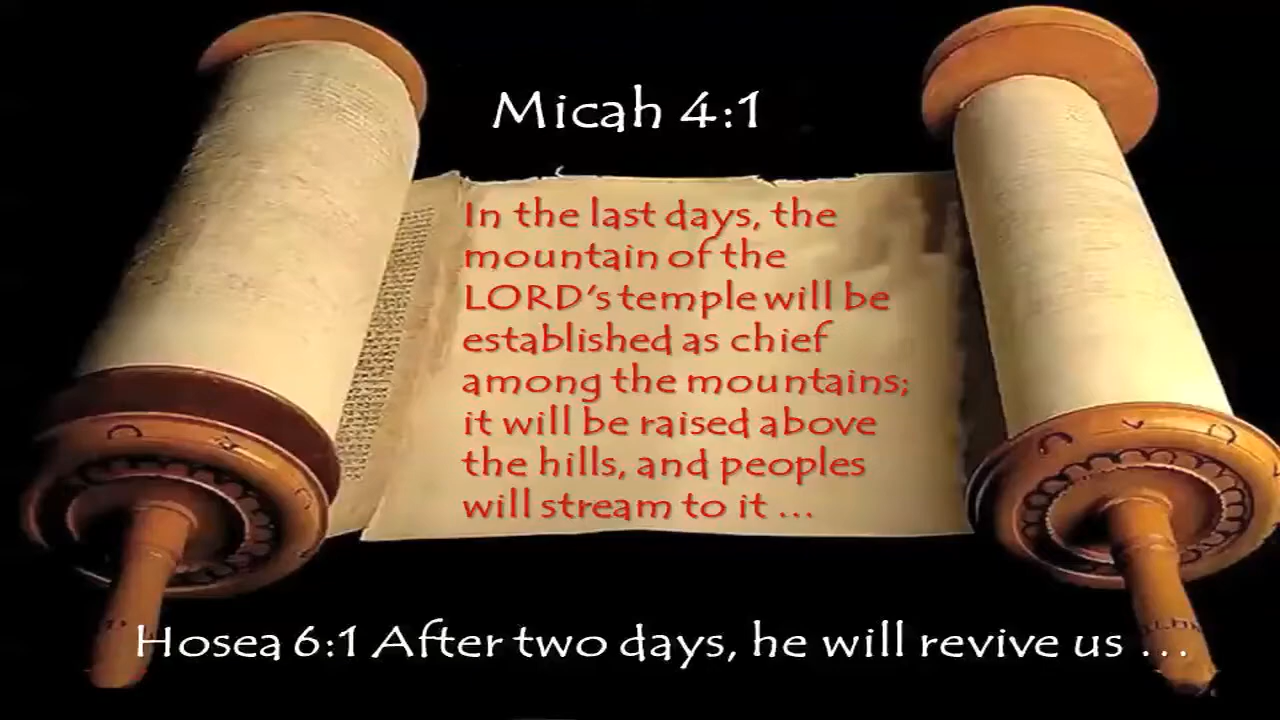 Micah 4:1
In the last days, the
mountain of the
LORD's temple will be
established as chief
among the mountains;
it will be raised above
the hills, and peoples
will stream to it ...
Hosea 6:1 After two days, he will revive us ...